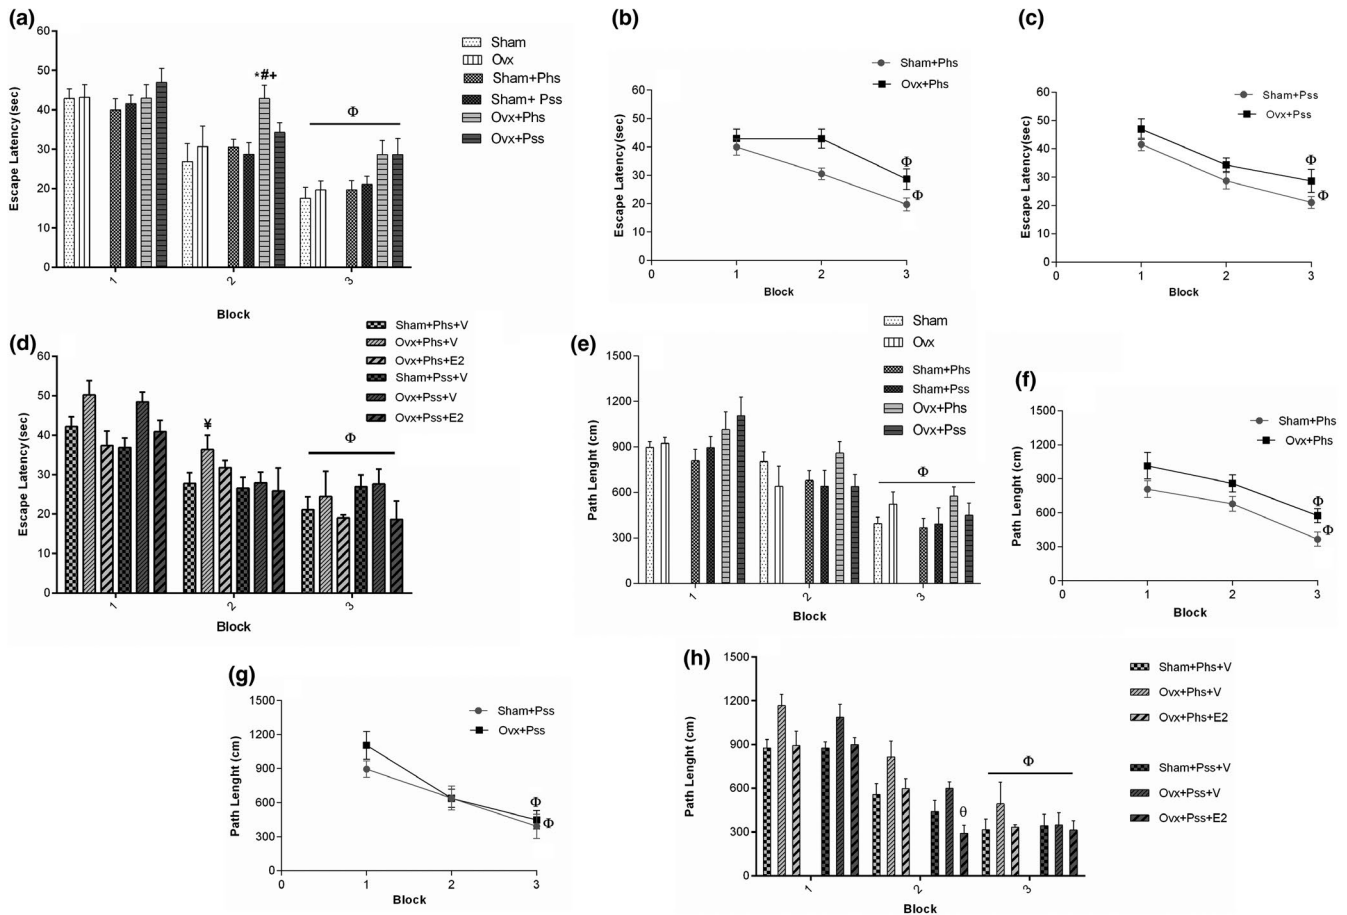 (a)
60
50
40
30
20
10
0
Escape Latency (sec)
1
2
3
Block
*#+
Φ
Sham
Ovx
Sham+Phs
Sham+ Pss
Ovx+Phs
Ovx+Pss
(b)
60
50
40
30
20
10
0
Escape Latency(sec)
0
1
2
3
Block
Sham+Phs
Ovx+Phs
Φ
Φ
(c)
60
50
40
30
20
10
0
Escape Latency(sec)
0
1
2
3
Block
Sham+Pss
Ovx+Pss
Φ
Φ
(d)
60
50
40
30
20
10
0
Escape Latency(sec)
1
2
3
Block
¥
Φ
Sham+Phs+V
Ovx+Phs+V
Ovx+Phs+E2
Sham+Pss+V
Ovx+Pss+V
Ovx+Pss+E2
(e)
1500
1200
900
600
300
0
Path Lenght (cm)
1
2
3
Block
Φ
Sham
Ovx
Sham+Phs
Sham+Pss
Ovx+Phs
Ovx+Pss
(f)
1500
1200
900
600
300
0
Path Lenght (cm)
0
1
2
3
Block
Sham+Phs
Ovx+Phs
Φ
Φ
(g)
1500
1200
900
600
300
0
Path Lenght (cm)
0
1
2
3
Block
Sham+Pss
Ovx+Pss
Φ
Φ
(h)
1500
1200
900
600
300
0
Path Lenght (cm)
1
2
3
Block
θ
Φ
Sham+Phs+V
Ovx+Phs+V
Ovx+Phs+E2
Sham+Pss+V
Ovx+Pss+V
Ovx+Pss+E2